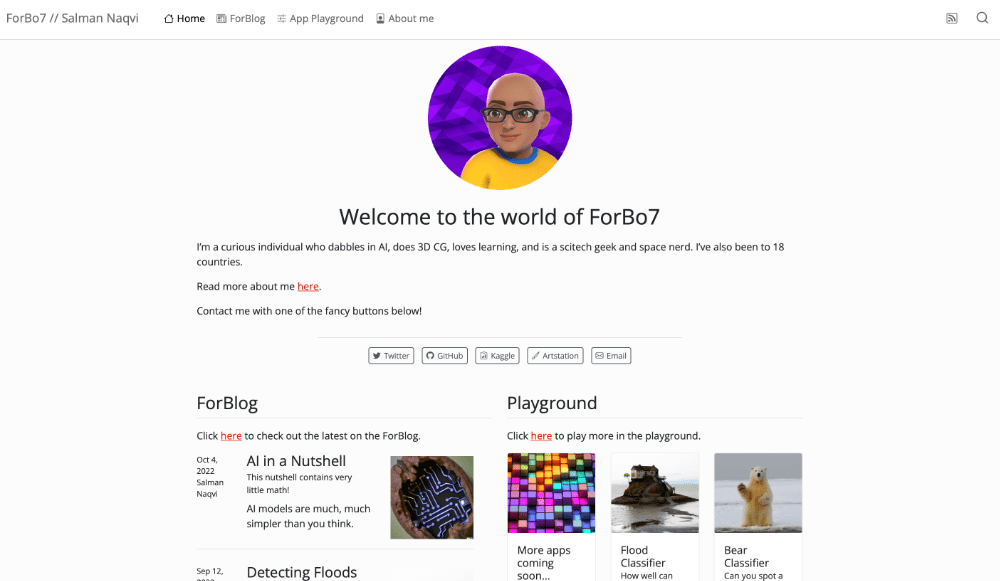 ForBo7 // Salman Naqvi
Home
ForBlog
App Playground
About me
Welcome to the world of ForBo7
I'm a curious individual who dabbles in AI, does 3D CG, loves learning, and is a scitech geek and space nerd. I've also been to 18
countries.
Read more about me here.
Contact me with one of the fancy buttons below!
Twitter
GitHub
Kaggle
Artstation
Email
ForBlog
Click here to check out the latest on the ForBlog.
Oct 4,
2022
Salman
Naqvi
AI in a Nutshell
This nutshell contains very
little math!
AI models are much, much
simpler than you think.
Sep 12,
Detecting Floods
Playground
Click here to play more in the playground.
More apps
coming
soon...
Flood
Classifier
How well can
Bear
Classifier
Can you spot a